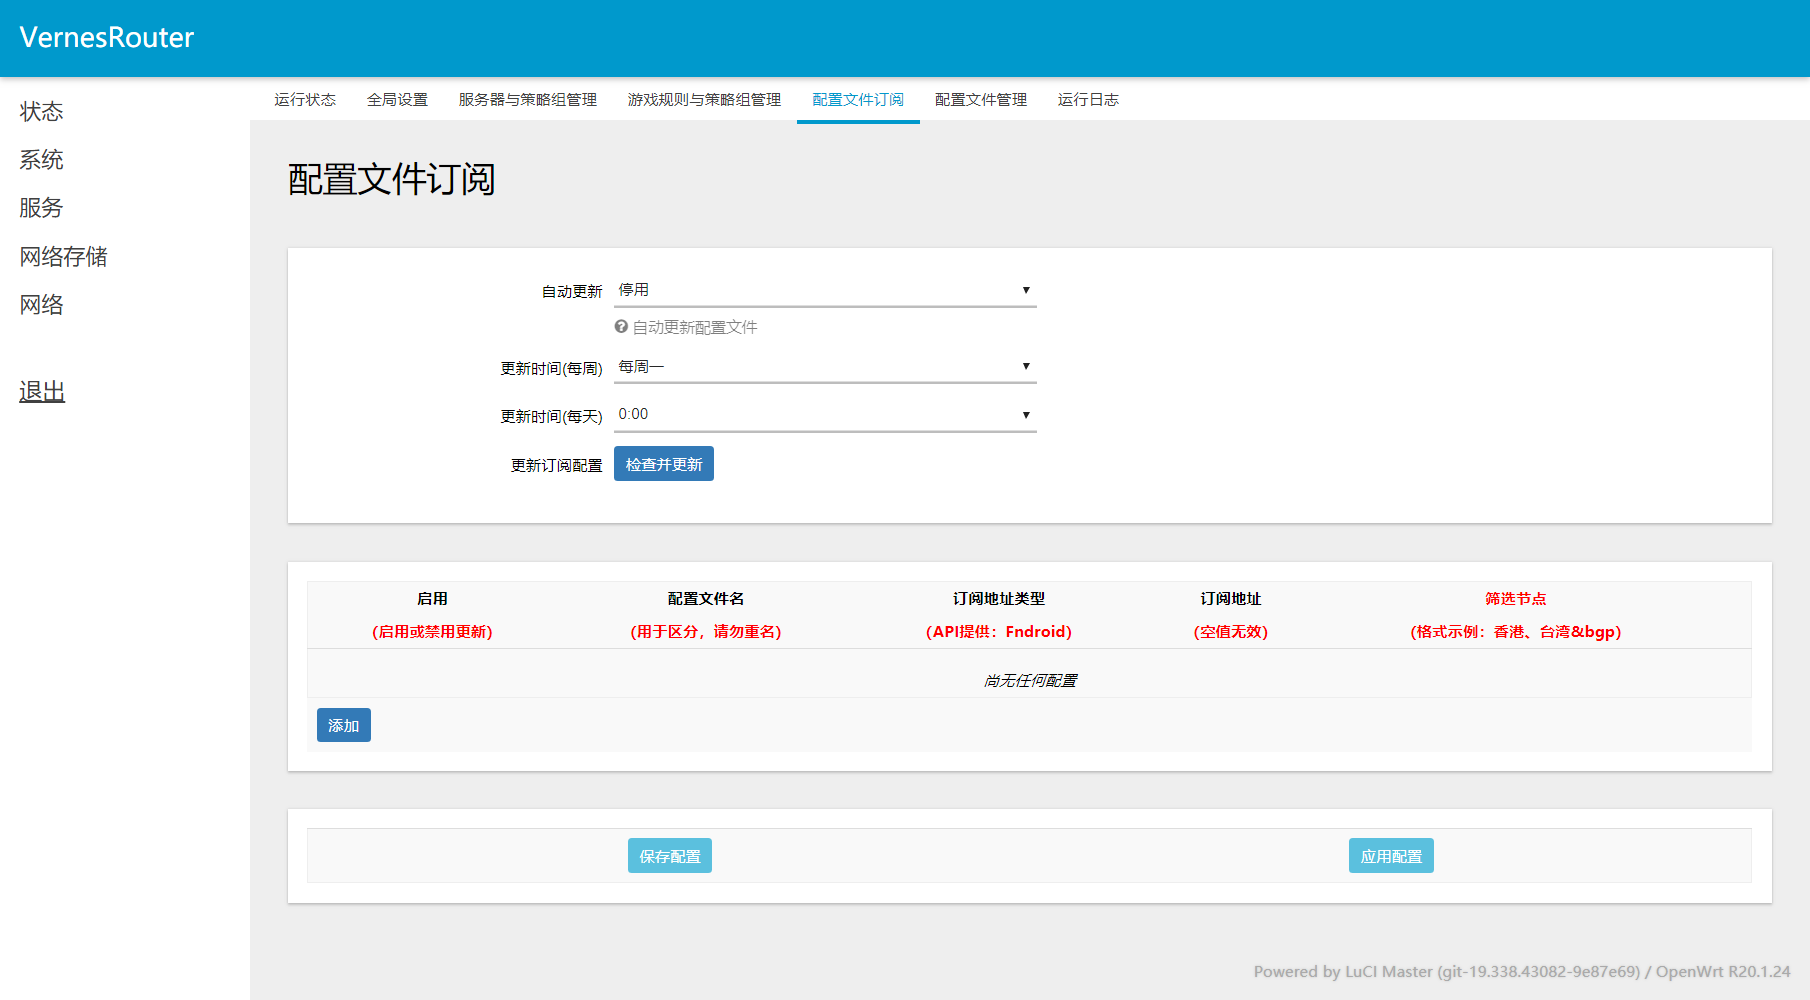 VernesRouter
状态
系统
服务
网络存储
网络
退出
运行状态 全局设置 服务器与策略组管理 游戏规则与策略组管理 配置文件订阅 配置文件管理 运行日志
配置文件订阅
自动更新 停用
自动更新配置文件
更新时间(每周) 每周一
更新时间(每天) 0:00
更新订阅配置 检查并更新
启用 配置文件名 订阅地址类型 订阅地址 筛选节点
(启用或禁用更新) (用于区分，请勿重名) (API提供：Fndroid) (空值无效) (格式示例：香港、台湾&bgp)
尚无任何配置
添加
保存配置 应用配置
Powered by LuCI Master (git-19.338.43082-9e87e69) / OpenWrt R20.1.24